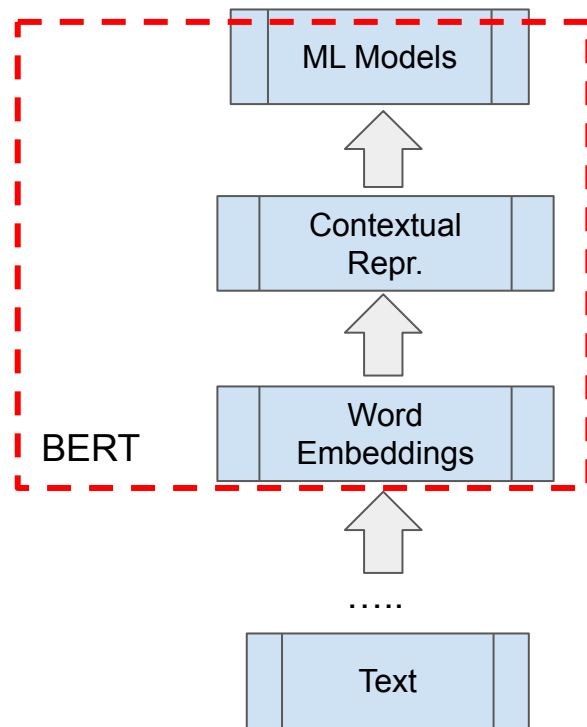 ML Models
Contextual
Repr.
Word
Embeddings
BERT
.....
Text